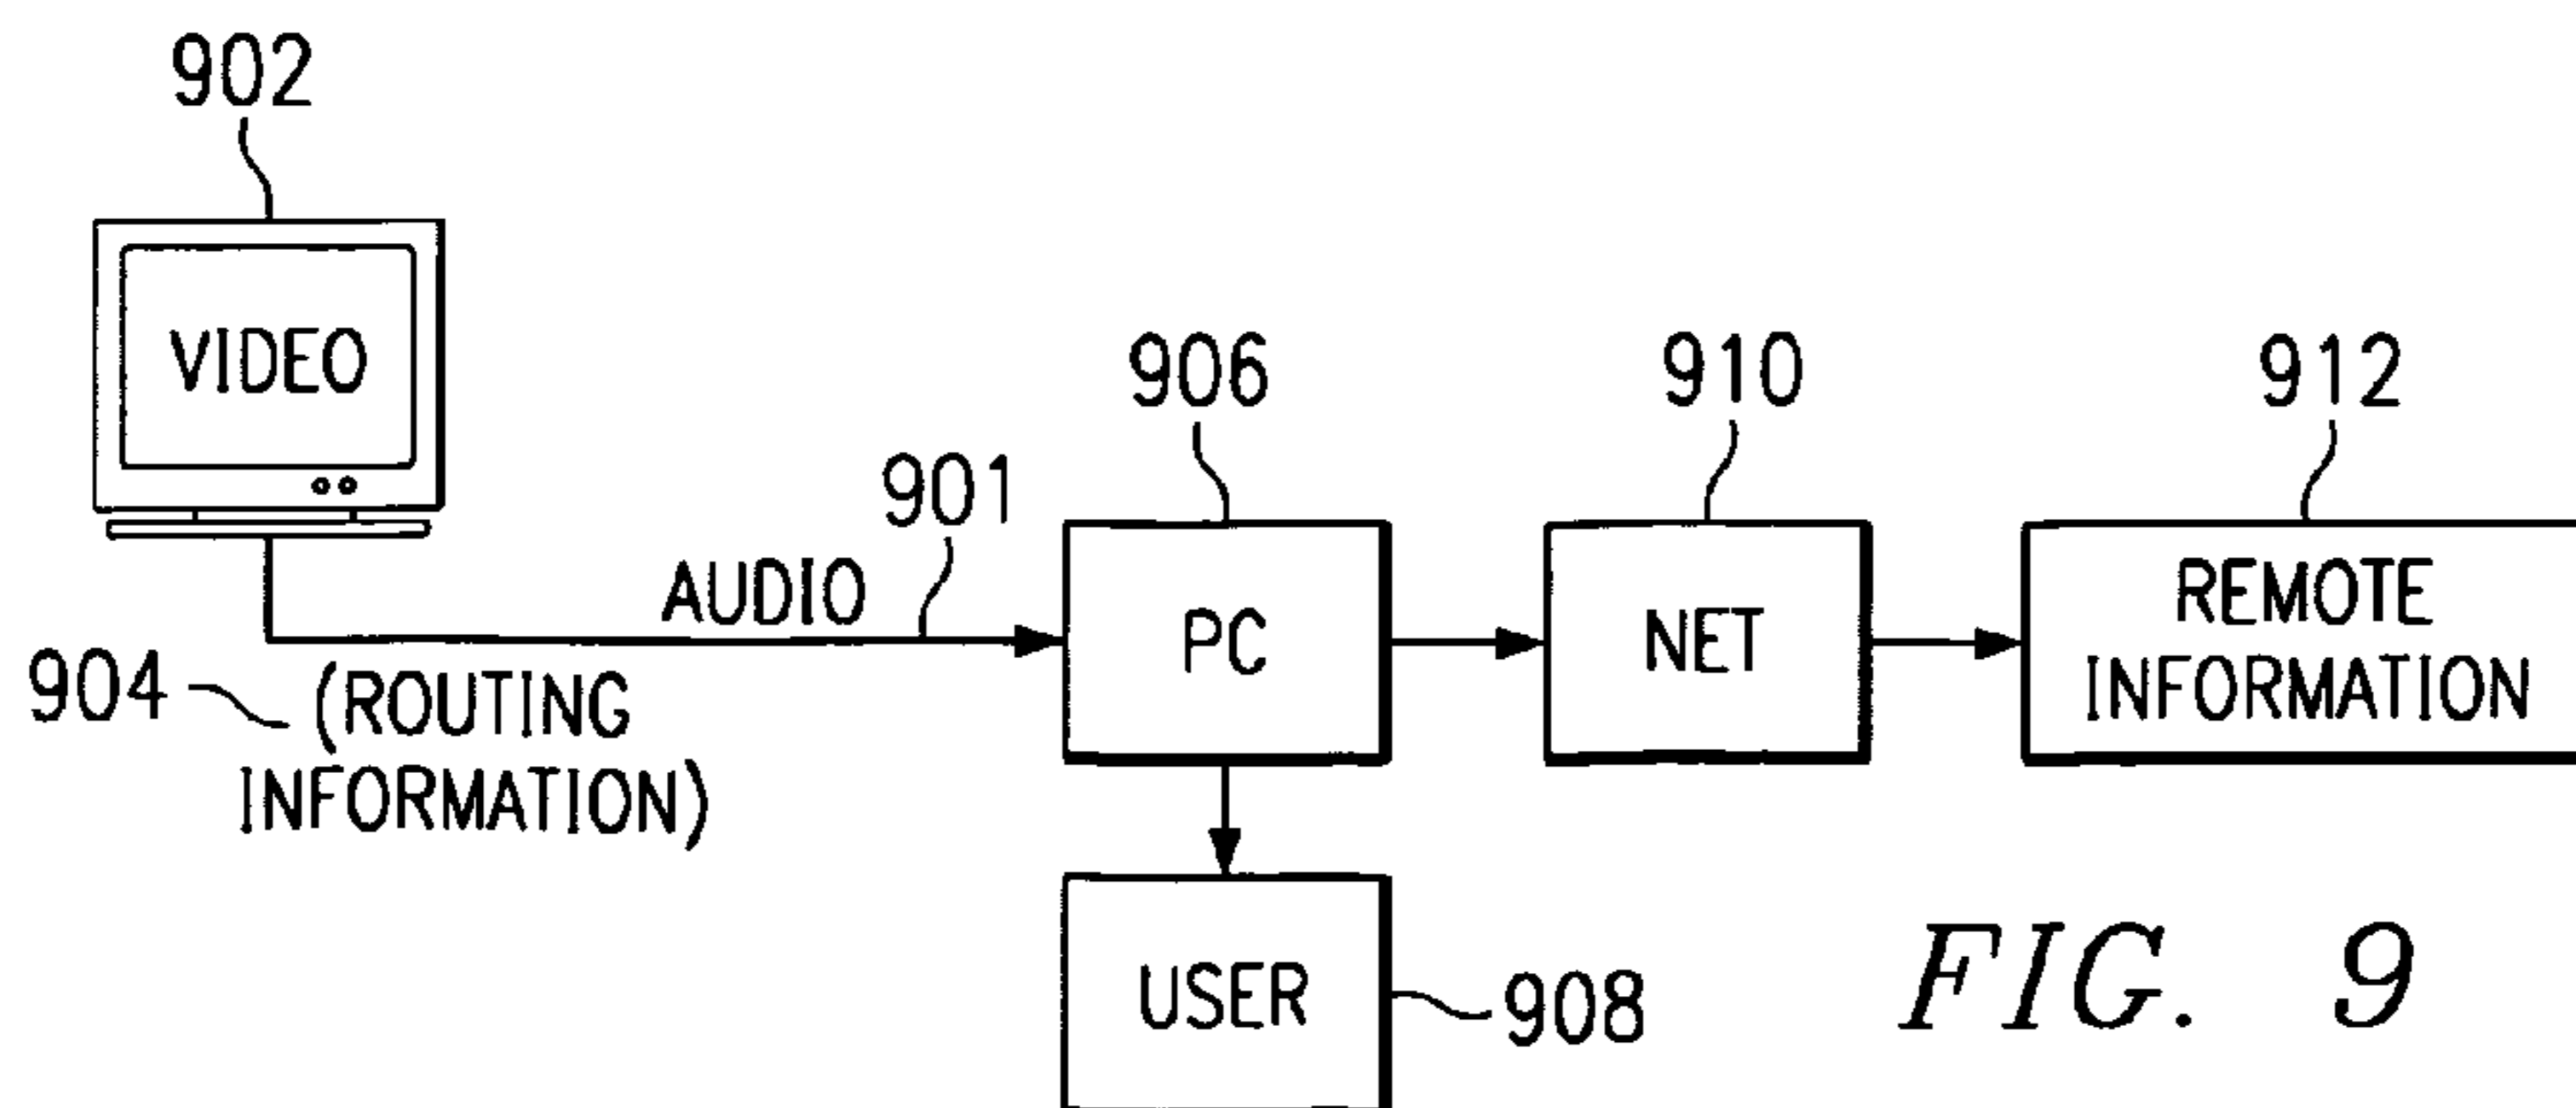 902
VIDEO
906
910
912
901
AUDIO
PC
NET
REMOTE
INFORMATION
904
(ROUTING
INFORMATION)
USER
908
FIG. 9